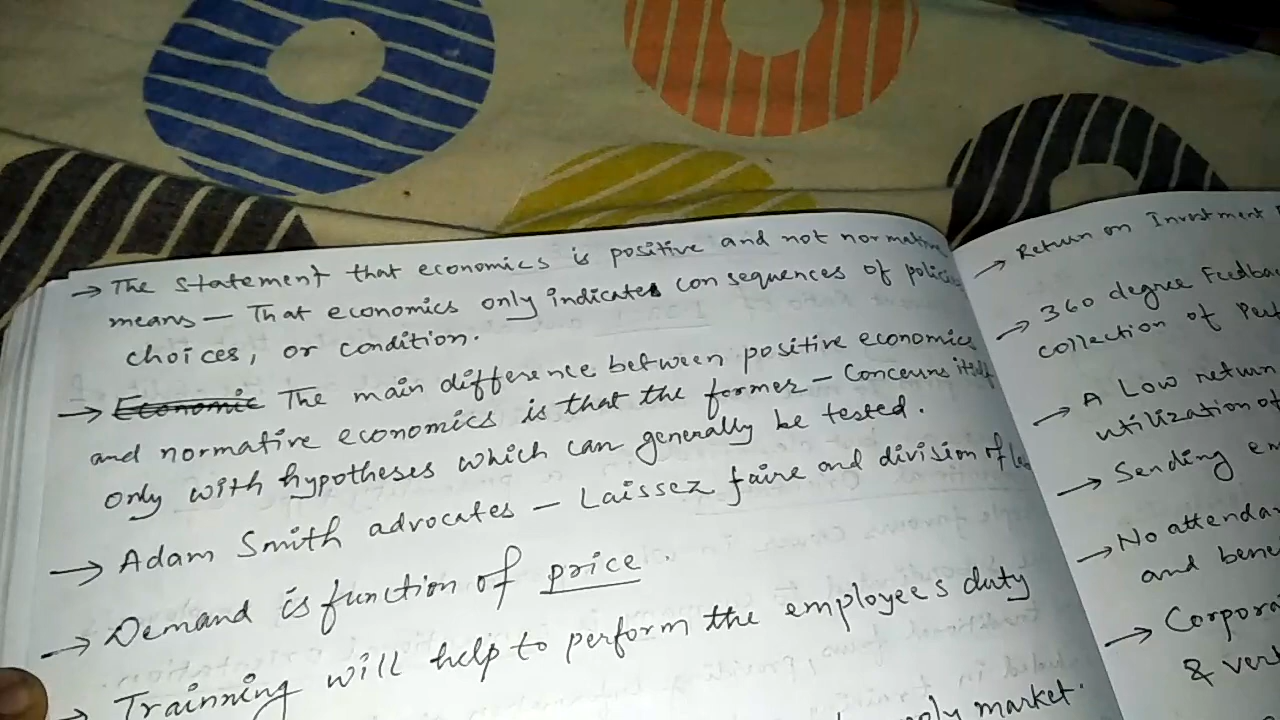 → The statement that economics is positive and not normative
means — That economics only indicates consequences of policies
choices, or condition.
→ Economic The main difference between positive economics
and normative economics is that the former — Concerns itself
only with hypotheses which can generally be tested.
→ Adam Smith advocates — Laissez faire and division of
→ Demand is function of price.
→ Trainning will help to perform the employee's duty
market.
→ Return on Investment
→ 360 degree Feedba
collection of
→ A Low return
utilization of
→ Sending
→ No attendan
and bene
→ Corpora
& vert